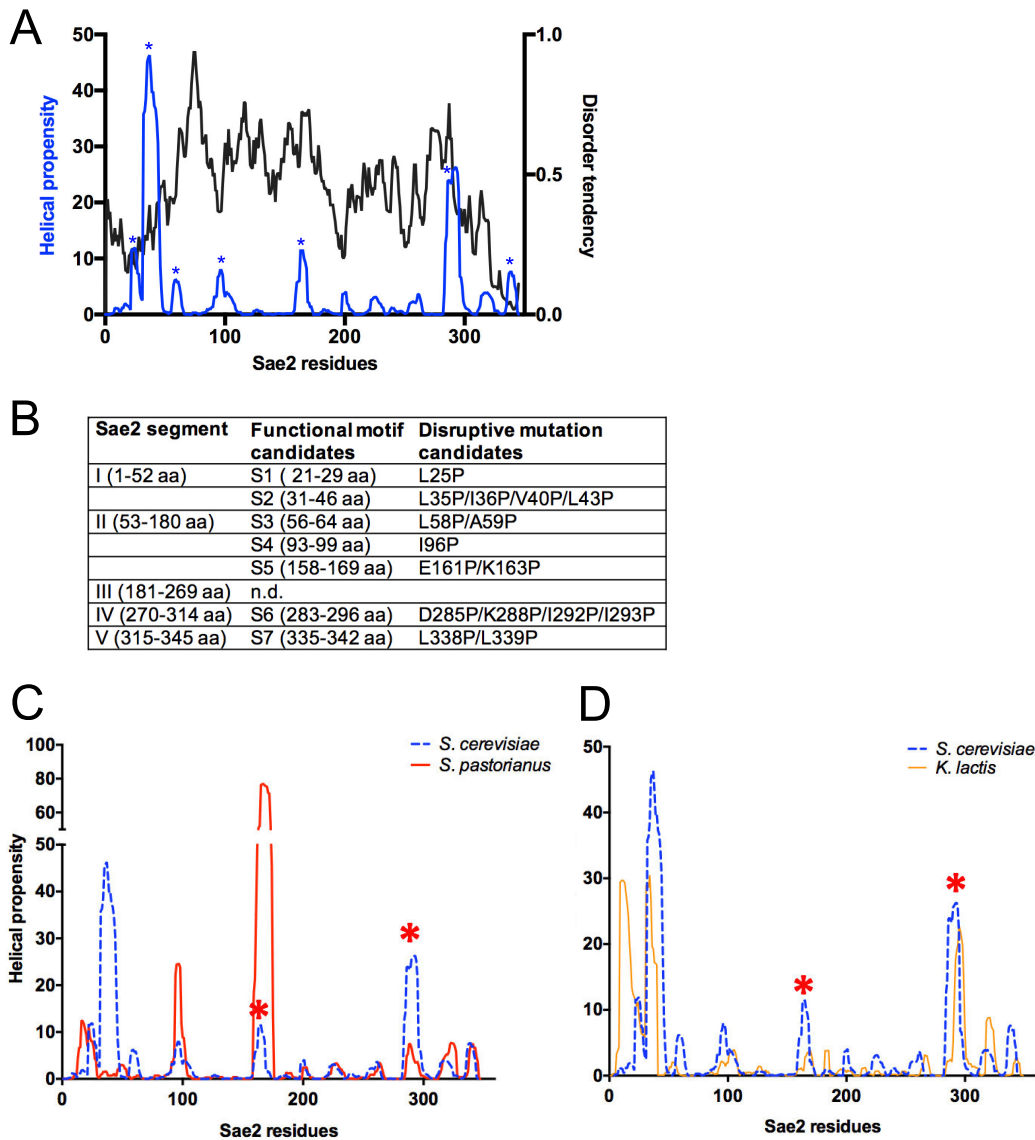 A
50
40
30
20
10
0
Helical propensity
* * * * * * *
1.0
0.5
0.0
Disorder tendency
0 100 200 300
Sae2 residues
B
Sae2 segment Functional motif candidates Disruptive mutation candidates
I (1-52 aa) S1 ( 21-29 aa) L25P
S2 (31-46 aa) L35P/I36P/V40P/L43P
II (53-180 aa) S3 (56-64 aa) L58P/A59P
S4 (93-99 aa) I96P
S5 (158-169 aa) E161P/K163P
III (181-269 aa) n.d.
IV (270-314 aa) S6 (283-296 aa) D285P/K288P/I292P/I293P
V (315-345 aa) S7 (335-342 aa) L338P/L339P
C
100
80
60
50
40
30
20
10
0
Helical propensity
S. cerevisiae
S. pastorianus
* *
0 100 200 300
Sae2 residues
D
50
40
30
20
10
0
S. cerevisiae
K. lactis
* *
0 100 200 300
Sae2 residues